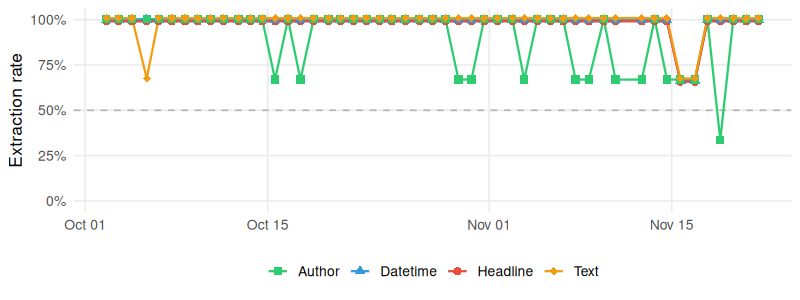 100%
75%
50%
25%
0%
Extraction rate
Oct 01 Oct 15 Nov 01 Nov 15
Author Datetime Headline Text